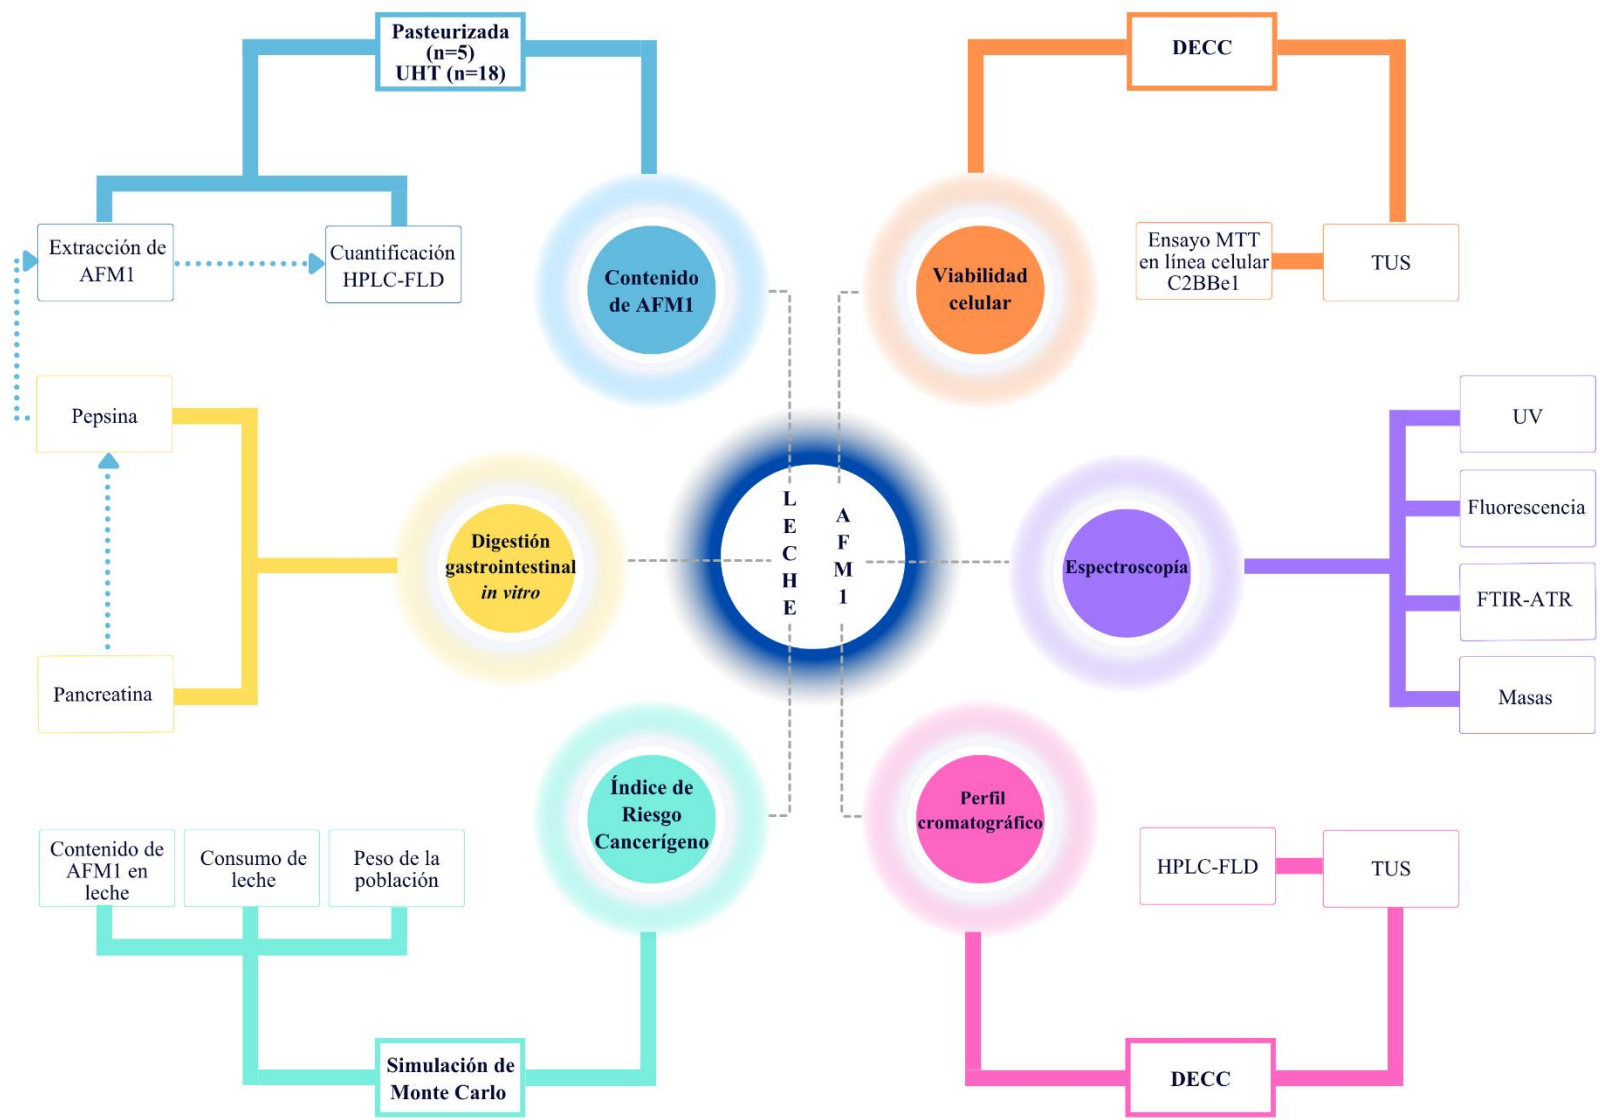 Pasteurizada
(n=5)
UHT (n=18)
Extracción de
AFM1
Cuantificación
HPLC-FLD
Contenido
de AFM1
DECC
Viabilidad
celular
Ensayo MTT
en línea celular
C2BBe1
TUS
Pepsina
Pancreatina
Digestión
gastrointestinal
in vitro
LECHE
AFM1
Espectroscopía
UV
Fluorescencia
FTIR-ATR
Masas
Índice de
Riesgo
Cancerígeno
Contenido de
AFM1 en
leche
Consumo de
leche
Peso de la
población
Simulación de
Monte Carlo
Perfil
cromatográfico
HPLC-FLD
TUS
DECC